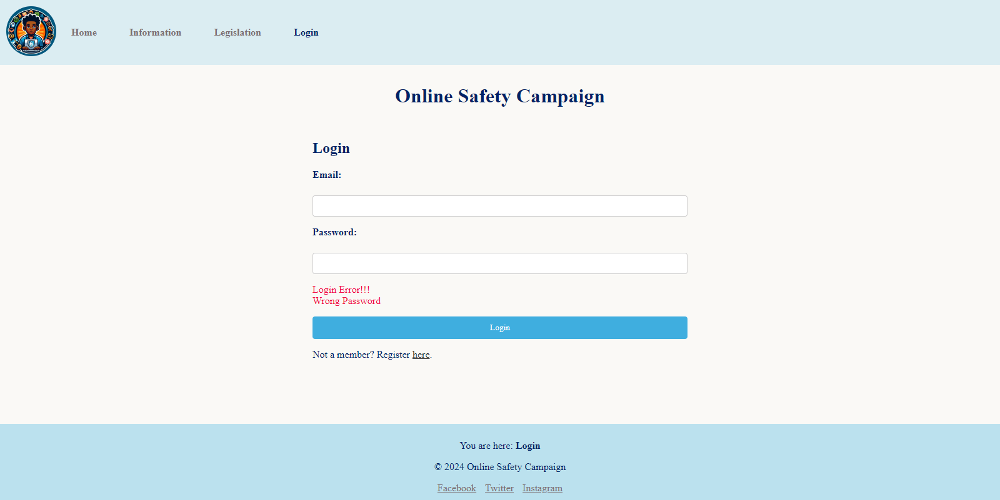 Home Information Legislation Login
Online Safety Campaign
Login
Email:
Password:
Login Error!!!
Wrong Password
Login
Not a member? Register here.
You are here: Login
© 2024 Online Safety Campaign
Facebook Twitter Instagram